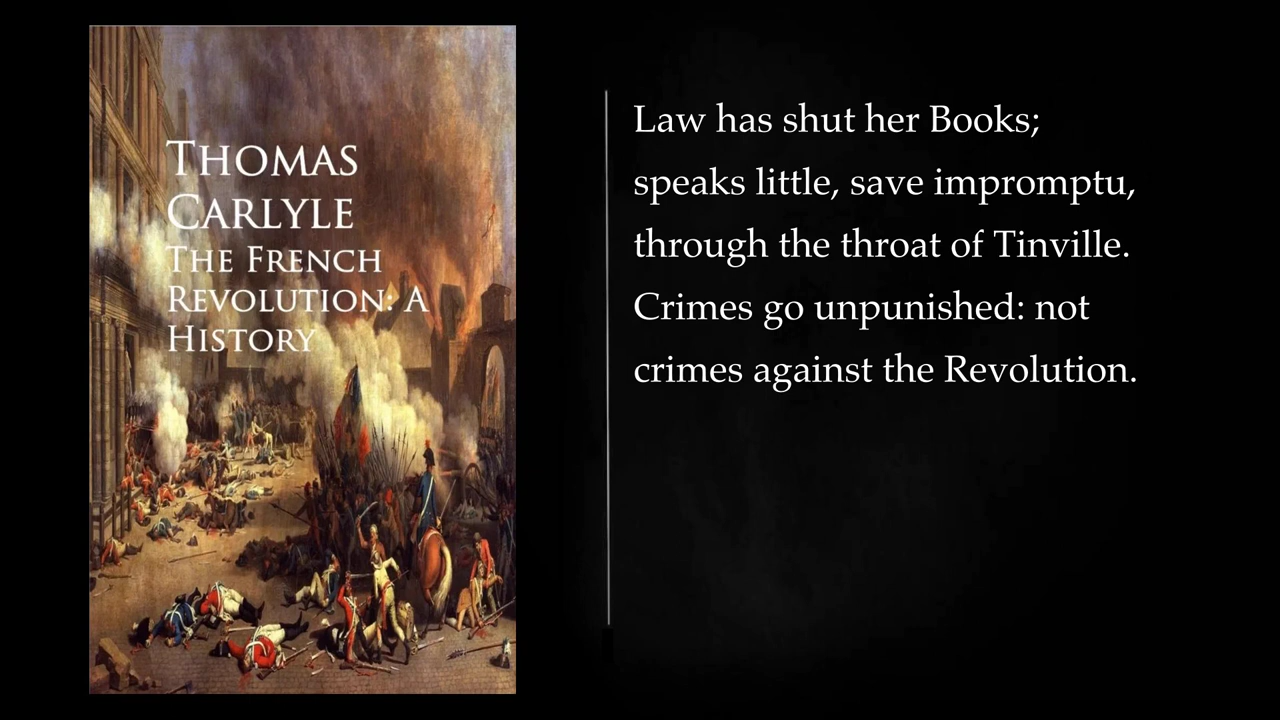 THOMAS
CARLYLE
THE FRENCH
REVOLUTION: A
HISTORY
Law has shut her Books;
speaks little, save impromptu,
through the throat of Tinville.
Crimes go unpunished: not
crimes against the Revolution.